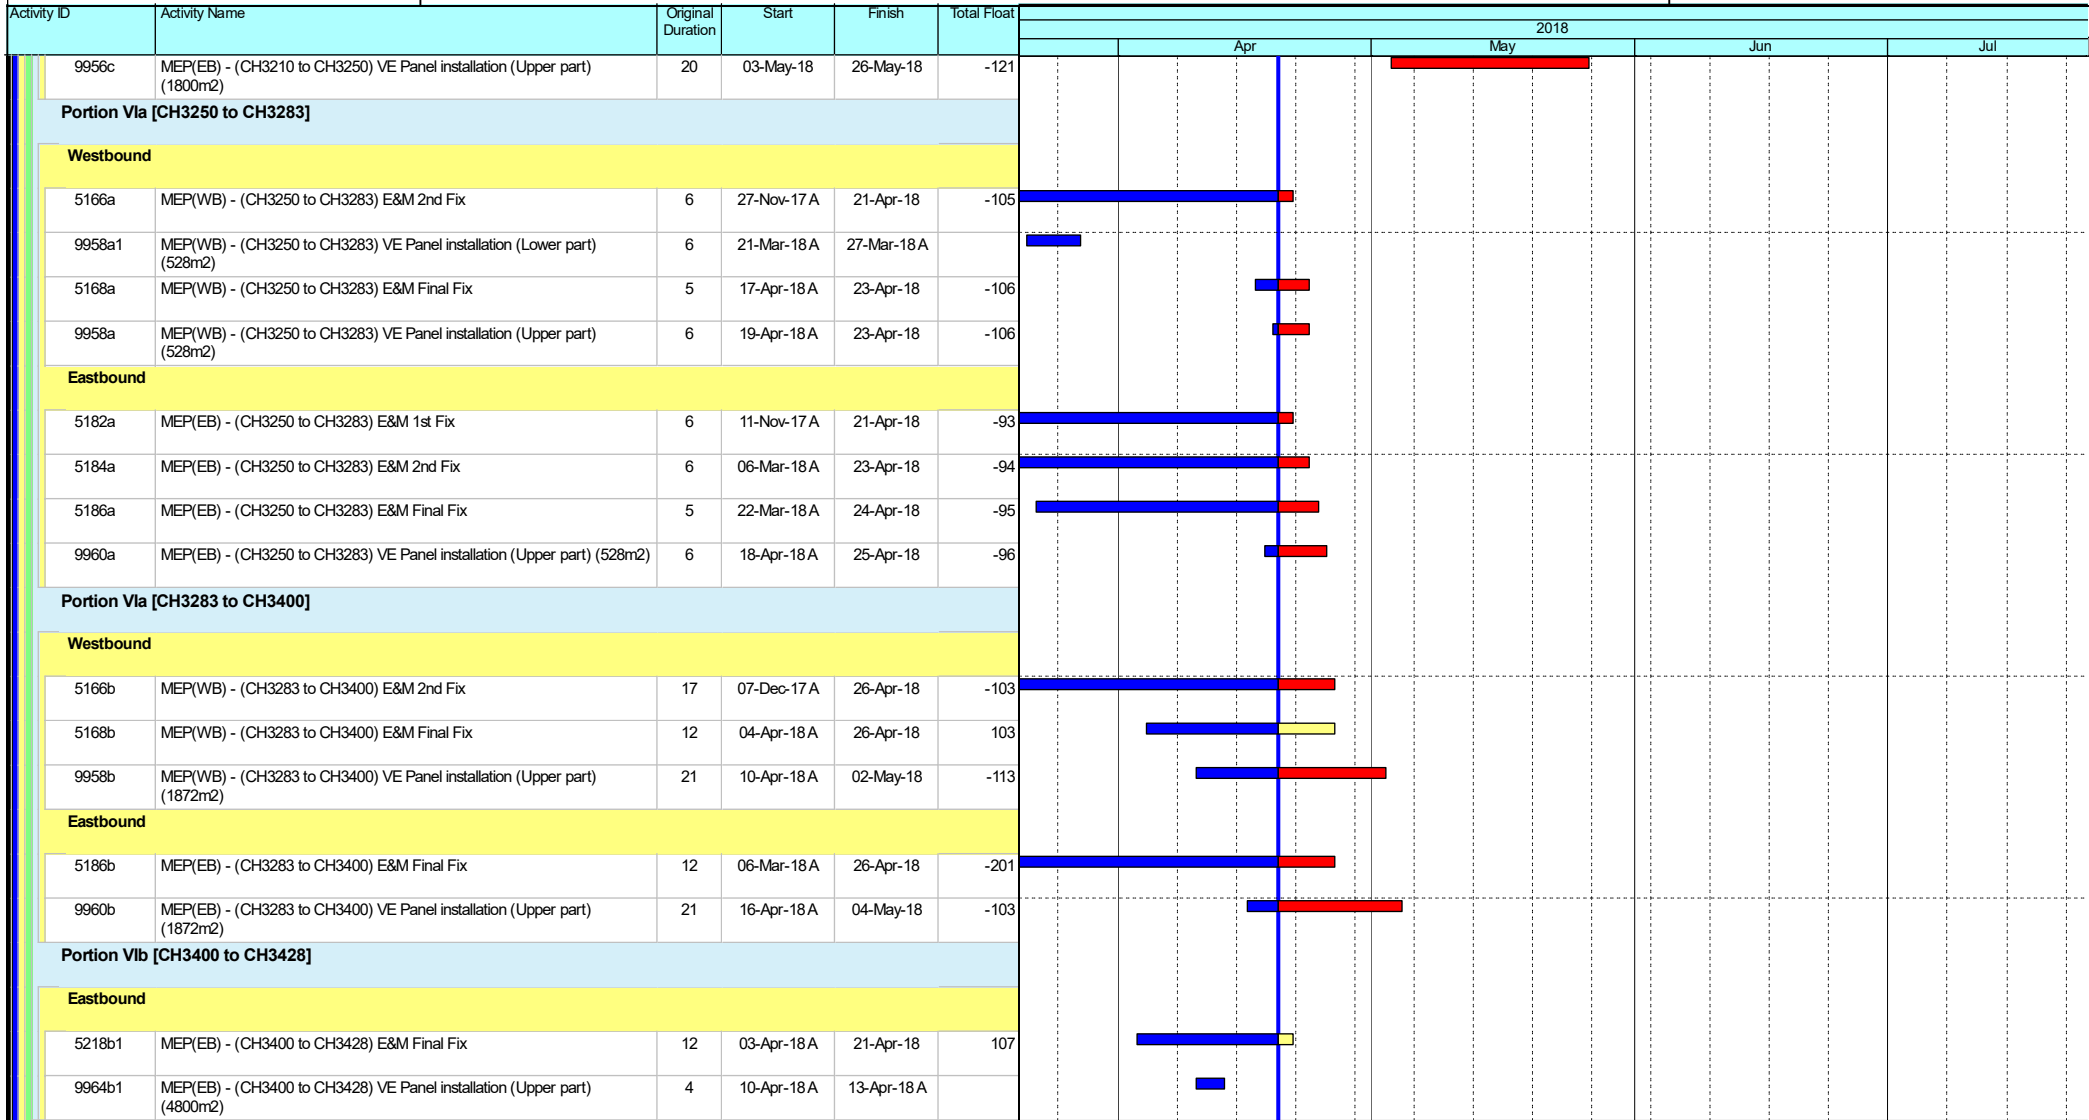 Activity ID Activity Name Original Duration Start Finish Total Float
2018
Apr May Jun Jul
9956c MEP(EB) - (CH3210 to CH3250) VE Panel installation (Upper part) 20 03-May-18 26-May-18 -121
(1800m2)
Portion VIa [CH3250 to CH3283]
Westbound
5166a MEP(WB) - (CH3250 to CH3283) E&M 2nd Fix 6 27-Nov-17 A 21-Apr-18 -105
9958a1 MEP(WB) - (CH3250 to CH3283) VE Panel installation (Lower part) 6 21-Mar-18 A 27-Mar-18 A
(528m2)
5168a MEP(WB) - (CH3250 to CH3283) E&M Final Fix 5 17-Apr-18 A 23-Apr-18 -106
9958a MEP(WB) - (CH3250 to CH3283) VE Panel installation (Upper part) 6 19-Apr-18 A 23-Apr-18 -106
(528m2)
Eastbound
5182a MEP(EB) - (CH3250 to CH3283) E&M 1st Fix 6 11-Nov-17 A 21-Apr-18 -93
5184a MEP(EB) - (CH3250 to CH3283) E&M 2nd Fix 6 06-Mar-18 A 23-Apr-18 -94
5186a MEP(EB) - (CH3250 to CH3283) E&M Final Fix 5 22-Mar-18 A 24-Apr-18 -95
9960a MEP(EB) - (CH3250 to CH3283) VE Panel installation (Upper part) (528m2) 6 18-Apr-18 A 25-Apr-18 -96
Portion VIa [CH3283 to CH3400]
Westbound
5166b MEP(WB) - (CH3283 to CH3400) E&M 2nd Fix 17 07-Dec-17 A 26-Apr-18 -103
5168b MEP(WB) - (CH3283 to CH3400) E&M Final Fix 12 04-Apr-18 A 26-Apr-18 103
9958b MEP(WB) - (CH3283 to CH3400) VE Panel installation (Upper part) 21 10-Apr-18 A 02-May-18 -113
(1872m2)
Eastbound
5186b MEP(EB) - (CH3283 to CH3400) E&M Final Fix 12 06-Mar-18 A 26-Apr-18 -201
9960b MEP(EB) - (CH3283 to CH3400) VE Panel installation (Upper part) 21 16-Apr-18 A 04-May-18 -103
(1872m2)
Portion VIb [CH3400 to CH3428]
Eastbound
5218b1 MEP(EB) - (CH3400 to CH3428) E&M Final Fix 12 03-Apr-18 A 21-Apr-18 107
9964b1 MEP(EB) - (CH3400 to CH3428) VE Panel installation (Upper part) 4 10-Apr-18 A 13-Apr-18 A
(4800m2)